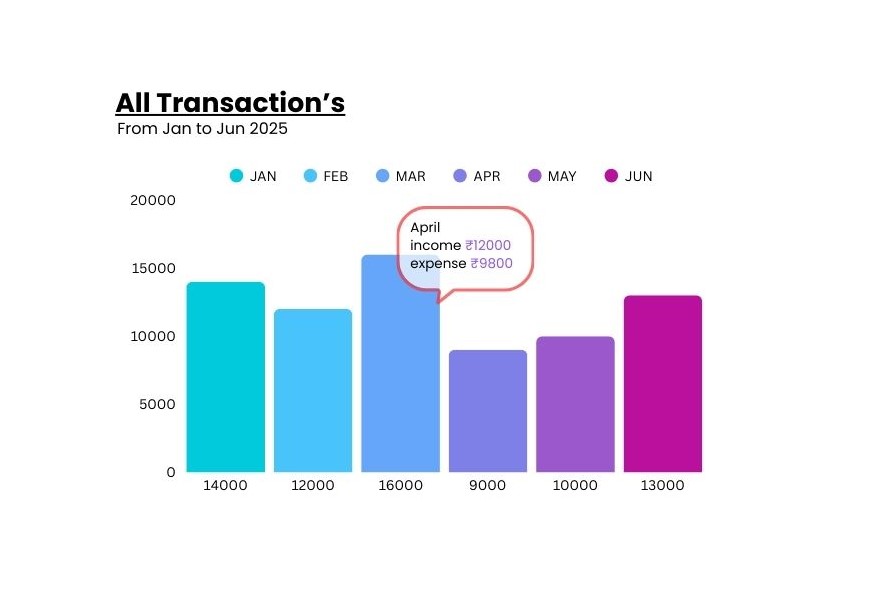 All Transaction's
From Jan to Jun 2025
JAN FEB MAR APR MAY JUN
20000
April
income ₹12000
expense ₹9800
15000
10000
5000
0
14000 12000 16000 9000 10000 13000